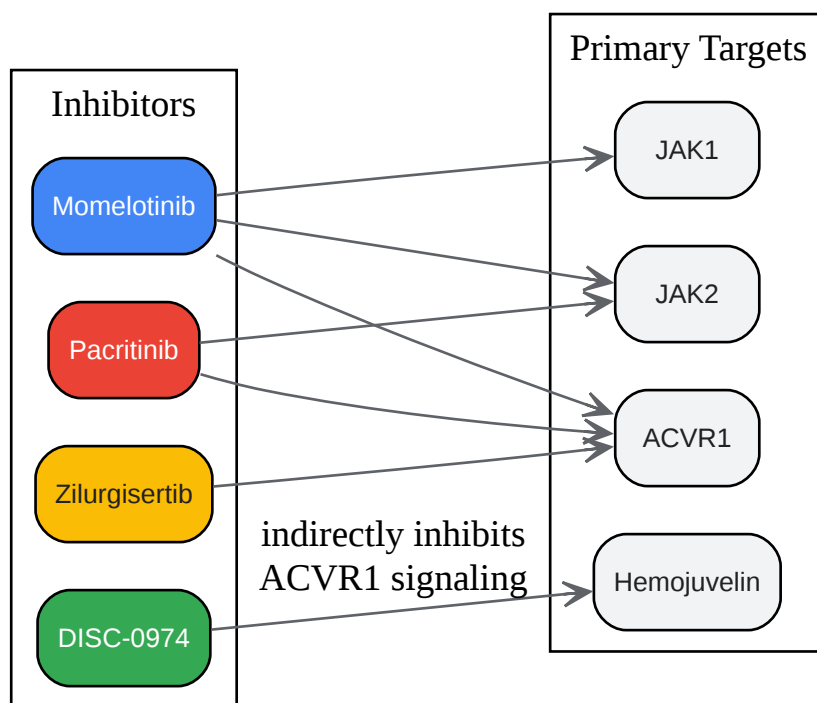 Inhibitors
Momelotinib
Pacritinib
Zilurgisertib
DISC-0974
indirectly inhibits
ACVR1 signaling
Primary Targets
JAK1
JAK2
ACVR1
Hemojuvelin